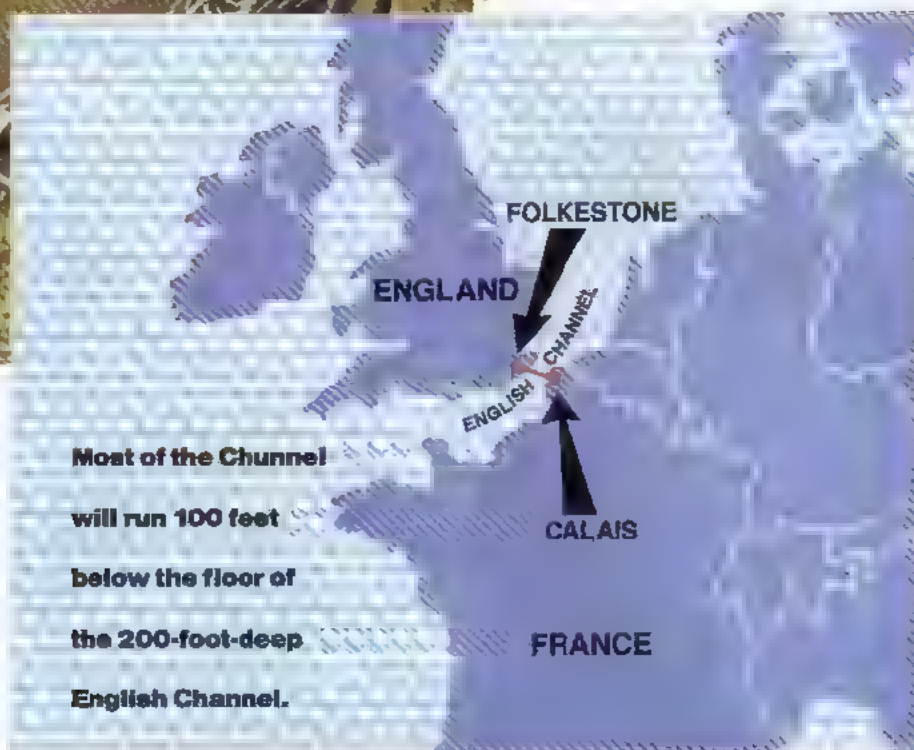 FOLKESTONE
ENGLAND
ENGLISH CHANNEL
Most of the Chunnel
will run 100 feet
below the floor of
the 200-foot-deep
English Channel.
CALAIS
FRANCE